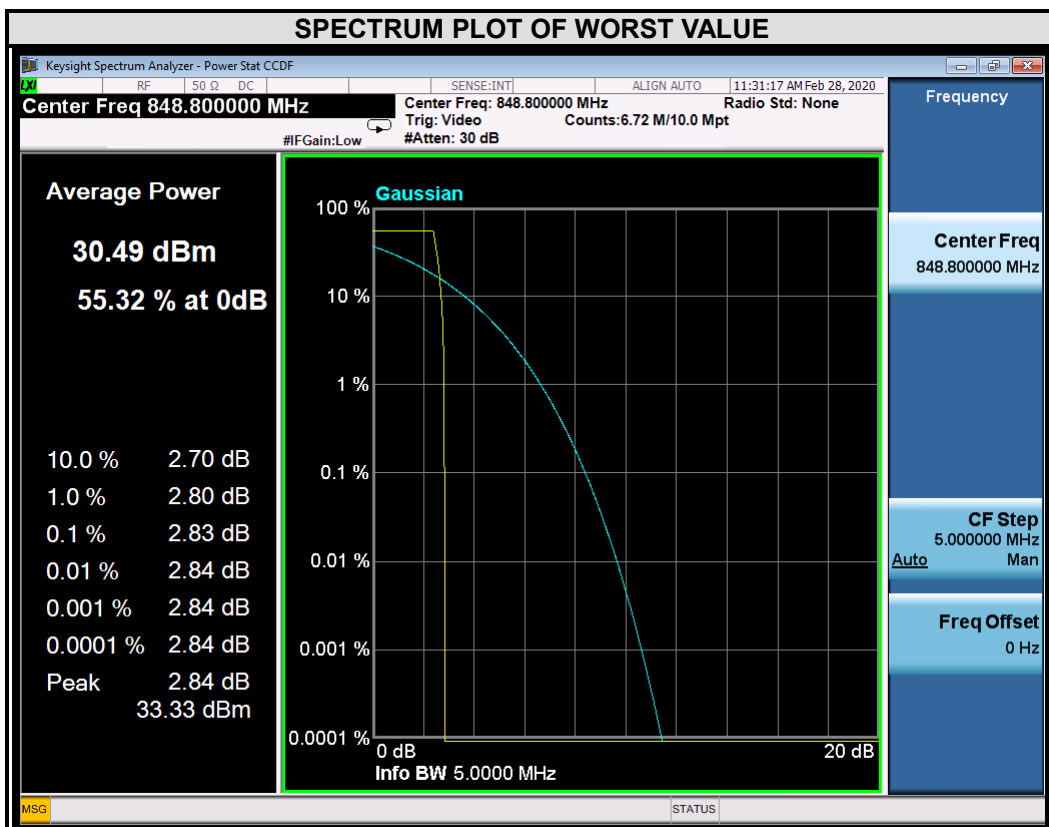 SPECTRUM PLOT OF WORST VALUE
Keysight Spectrum Analyzer - Power Stat CCDF
LXI RF 50 Ω DC SENSE:INT ALIGN AUTO 11:31:17 AM Feb 28, 2020
Center Freq 848.800000 MHz
Center Freq: 848.800000 MHz Radio Std: None
Trig: Video Counts:6.72 M/10.0 Mpt
#IFGain:Low #Atten: 30 dB
Frequency
Average Power
30.49 dBm
55.32 % at 0dB
10.0 % 2.70 dB
1.0 % 2.80 dB
0.1 % 2.83 dB
0.01 % 2.84 dB
0.001 % 2.84 dB
0.0001 % 2.84 dB
Peak 2.84 dB
33.33 dBm
Gaussian
100 %
10 %
1 %
0.1 %
0.01 %
0.001 %
0.0001 %
0 dB 20 dB
Info BW 5.0000 MHz
Center Freq
848.800000 MHz
CF Step
5.000000 MHz
Auto Man
Freq Offset
0 Hz
MSG STATUS